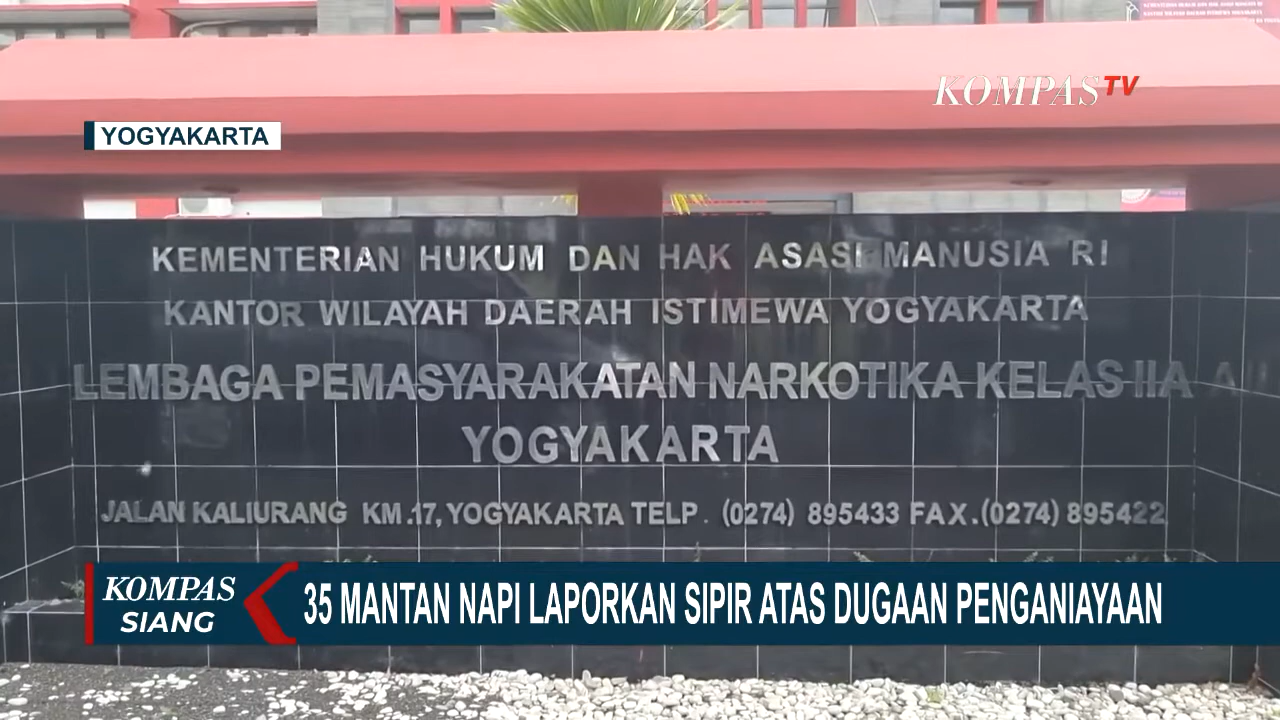 KOMPASTV
YOGYAKARTA
KEMENTERIAN HUKUM DAN HAK ASASI MANUSIA RI
KANTOR WILAYAH DAERAH ISTIMEWA YOGYAKARTA
LEMBAGA PEMASYARAKATAN NARKOTIKA KELAS IIA
YOGYAKARTA
JALAN KALIURANG KM.17, YOGYAKARTA TELP. (0274) 895433 FAX.(0274) 895422
KOMPAS
SIANG
35 MANTAN NAPI LAPORKAN SIPIR ATAS DUGAAN PENGANIAYAAN